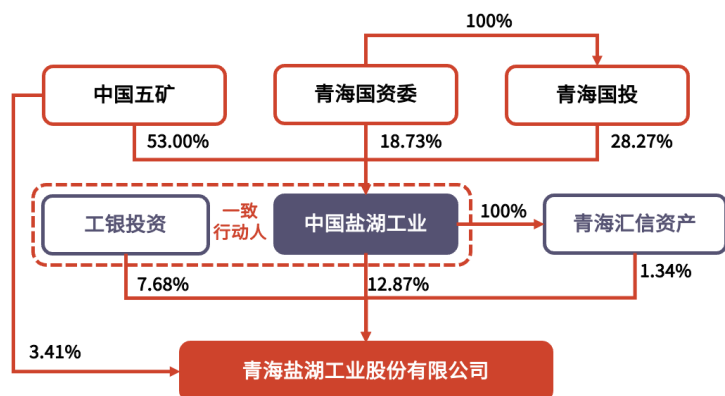 100%
中国五矿
青海国资委
青海国投
53.00%
18.73%
28.27%
工银投资
一致
行动人
中国盐湖工业
100%
青海汇信资产
7.68%
12.87%
1.34%
3.41%
青海盐湖工业股份有限公司